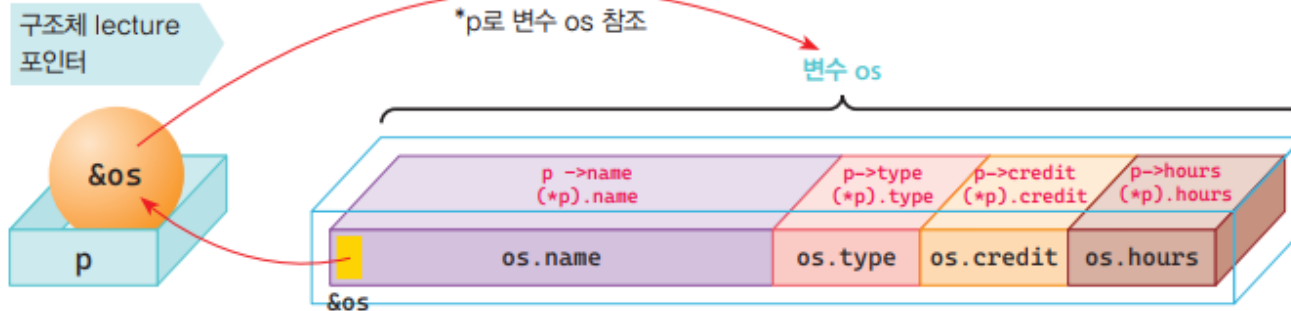 구조체 lecture
포인터
*p로 변수 os 참조
변수 os
&os
p
p ->name
(*p).name
p->type
(*p).type
p->credit
(*p).credit
p->hours
(*p).hours
os.name
os.type
os.credit
os.hours
&os